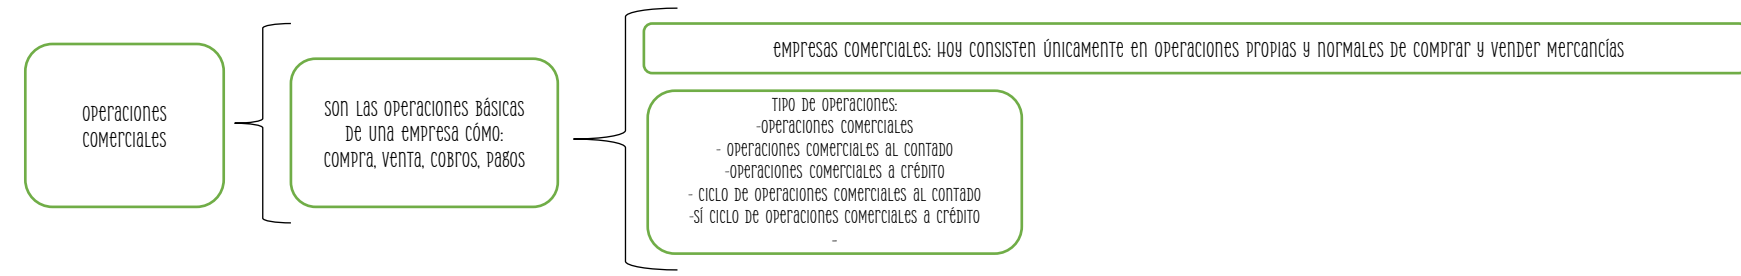 operaciones
comerciales
son las operaciones básicas
de una empresa cómo:
compra, venta, cobros, pagos
empresas comerciales: Hoy consisten únicamente en operaciones propias y normales de comprar y vender mercancías
Tipo de operaciones:
-operaciones comerciales
- operaciones comerciales al contado
-operaciones comerciales a crédito
- ciclo de operaciones comerciales al contado
-sí ciclo de operaciones comerciales a crédito
-